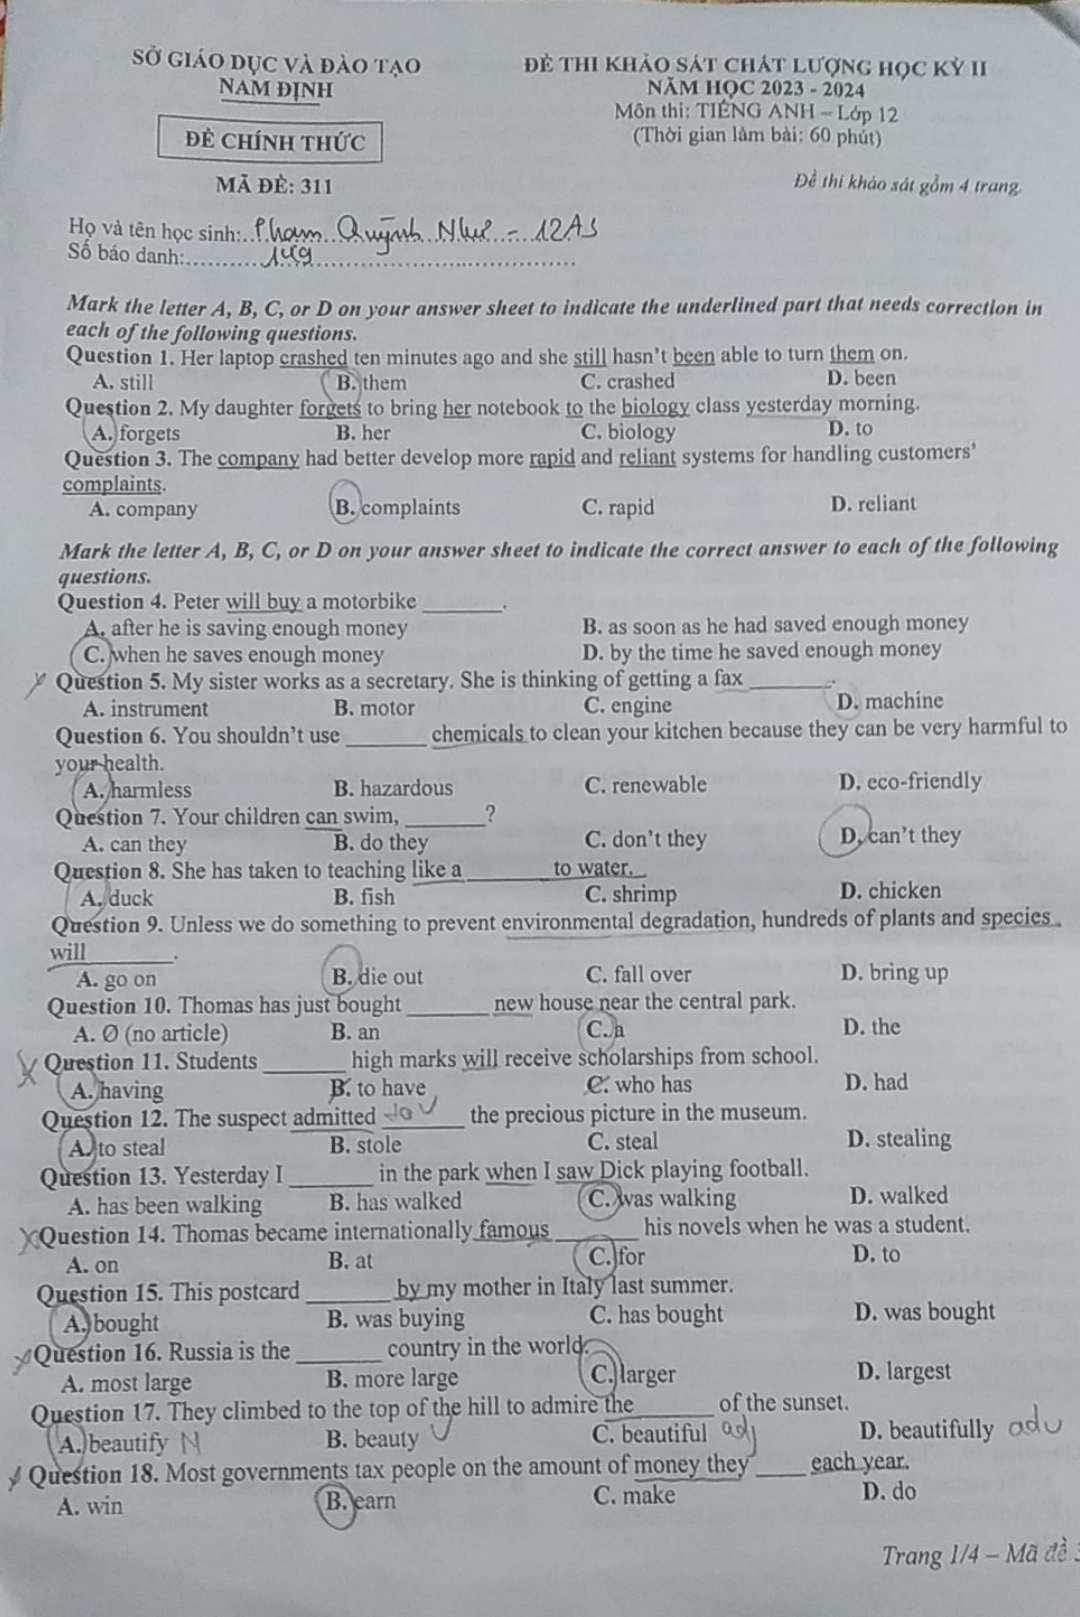 SỞ GIÁO DỤC VÀ ĐÀO TẠO
NAM ĐỊNH
ĐỀ CHÍNH THỨC
MÃ ĐỀ: 311
ĐỀ THI KHẢO SÁT CHẤT LƯỢNG HỌC KỲ II
NĂM HỌC 2023 - 2024
Môn thi: TIẾNG ANH – Lớp 12
(Thời gian làm bài: 60 phút)
Đề thi khảo sát gồm 4 trang.
Họ và tên học sinh: Phạm Quỳnh Như - 12A5
Số báo danh: 149
Mark the letter A, B, C, or D on your answer sheet to indicate the underlined part that needs correction in
each of the following questions.
Question 1. Her laptop crashed ten minutes ago and she still hasn't been able to turn them on.
A. still B. them C. crashed D. been
Question 2. My daughter forgets to bring her notebook to the biology class yesterday morning.
A. forgets B. her C. biology D. to
Question 3. The company had better develop more rapid and reliant systems for handling customers'
complaints.
A. company B. complaints C. rapid D. reliant
Mark the letter A, B, C, or D on your answer sheet to indicate the correct answer to each of the following
questions.
Question 4. Peter will buy a motorbike ________.
A. after he is saving enough money B. as soon as he had saved enough money
C. when he saves enough money D. by the time he saved enough money
Question 5. My sister works as a secretary. She is thinking of getting a fax ________.
A. instrument B. motor C. engine D. machine
Question 6. You shouldn't use ________ chemicals to clean your kitchen because they can be very harmful to
your health.
A. harmless B. hazardous C. renewable D. eco-friendly
Question 7. Your children can swim, ________?
A. can they B. do they C. don't they D. can't they
Question 8. She has taken to teaching like a ________ to water.
A. duck B. fish C. shrimp D. chicken
Question 9. Unless we do something to prevent environmental degradation, hundreds of plants and species
will ________.
A. go on B. die out C. fall over D. bring up
Question 10. Thomas has just bought ________ new house near the central park.
A. Ø (no article) B. an C. a D. the
Question 11. Students ________ high marks will receive scholarships from school.
A. having B. to have C. who has D. had
Question 12. The suspect admitted ________ the precious picture in the museum.
A. to steal B. stole C. steal D. stealing
Question 13. Yesterday I ________ in the park when I saw Dick playing football.
A. has been walking B. has walked C. was walking D. walked
Question 14. Thomas became internationally famous ________ his novels when he was a student.
A. on B. at C. for D. to
Question 15. This postcard ________ by my mother in Italy last summer.
A. bought B. was buying C. has bought D. was bought
Question 16. Russia is the ________ country in the world.
A. most large B. more large C. larger D. largest
Question 17. They climbed to the top of the hill to admire the ________ of the sunset.
A. beautify N B. beauty V C. beautiful adj D. beautifully adv
Question 18. Most governments tax people on the amount of money they _____ each year.
A. win B. earn C. make D. do
Trang 1/4 – Mã đề